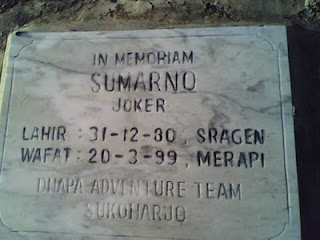 IN MEMORIAM
SUMARNO
JOKER
LAHIR : 31-12-80, SRAGEN
WAFAT : 20-3-99, MERAPI
DHAPA ADVENTURE TEAM
SUKOHARJO